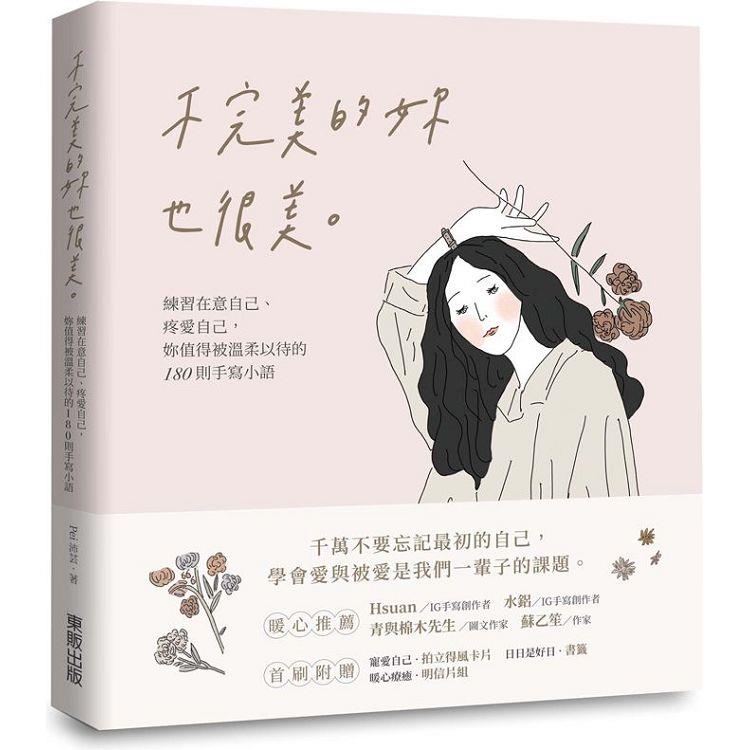 不完美的妳
也很美。
練習在意自己、
疼愛自己，
妳值得被溫柔以待的
180則手寫小語
千萬不要忘記最初的自己，
學會愛與被愛是我們一輩子的課題。
暖心推薦 Hsuan／IG手寫創作者 水鋁／IG手寫創作者
青與棉木先生／圖文作家 蘇乙笙／作家
首刷附贈 寵愛自己・拍立得風卡片 日日是好日・書籤
暖心療癒・明信片組
不完美的妳也很美。
練習在意自己、疼愛自己，
妳值得被溫柔以待的180則手寫小語
Pei 沛芸・著
東販出版